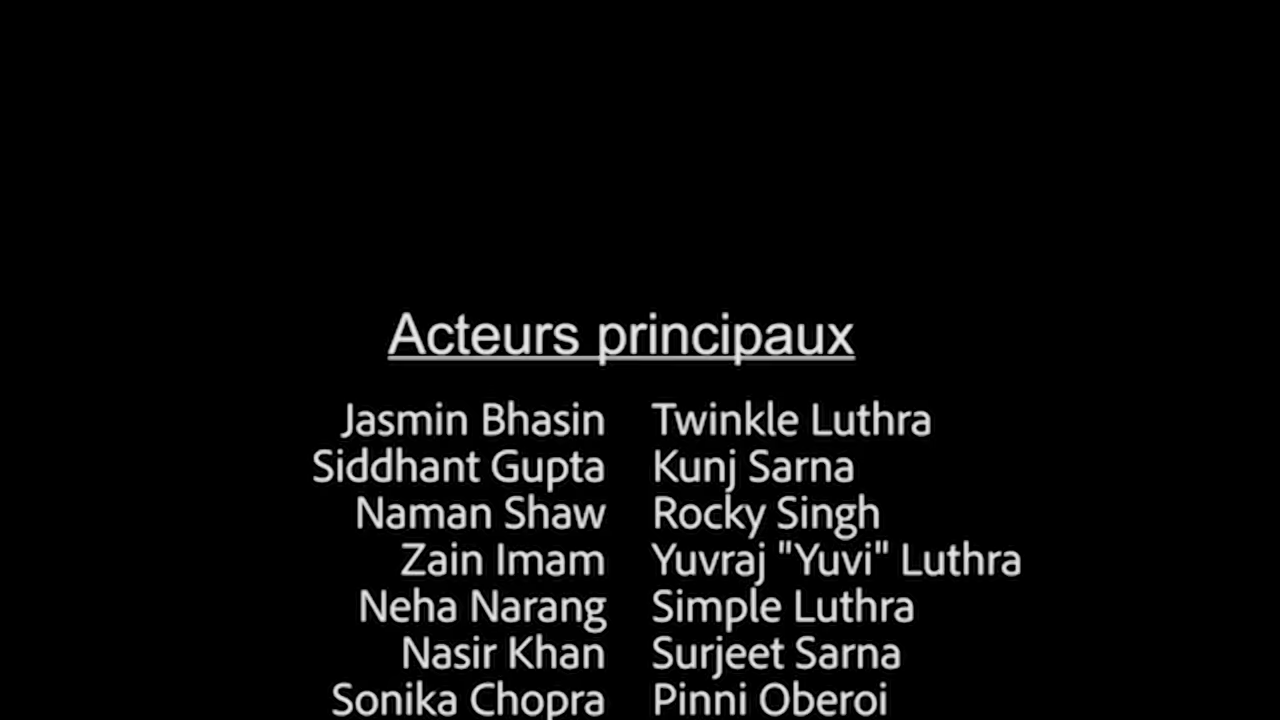 Acteurs principaux
Jasmin Bhasin Twinkle Luthra
Siddhant Gupta Kunj Sarna
Naman Shaw Rocky Singh
Zain Imam Yuvraj "Yuvi" Luthra
Neha Narang Simple Luthra
Nasir Khan Surjeet Sarna
Sonika Chopra Pinni Oberoi